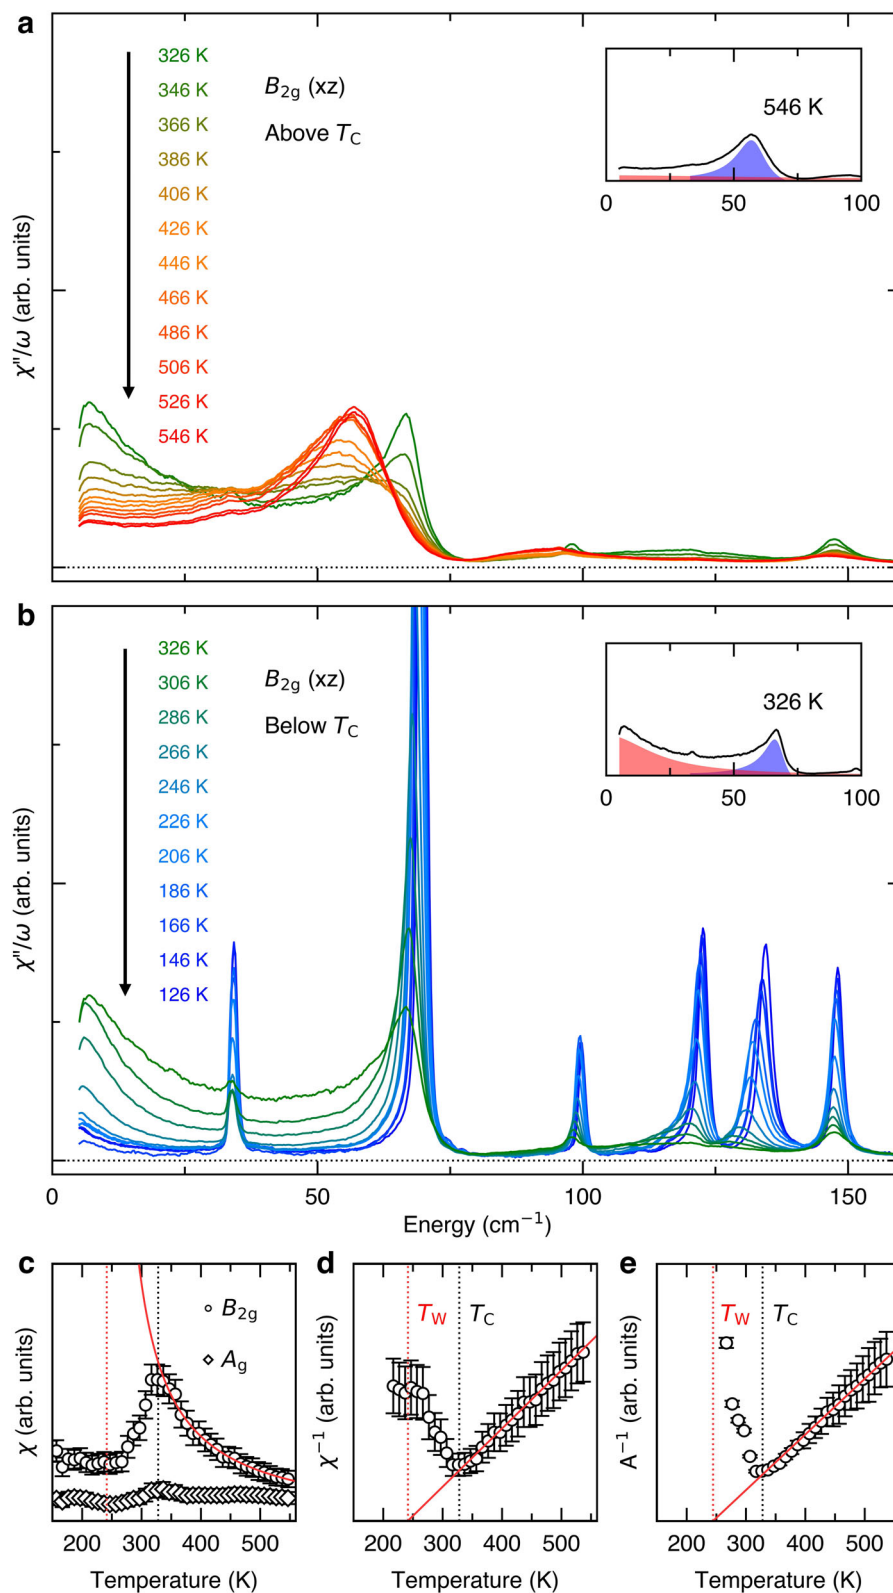 a
326 K
346 K
366 K
386 K
406 K
426 K
446 K
466 K
486 K
506 K
526 K
546 K
B2g (xz)
Above TC
546 K
0 50 100
χ"/ω (arb. units)
b
326 K
306 K
286 K
266 K
246 K
226 K
206 K
186 K
166 K
146 K
126 K
B2g (xz)
Below TC
326 K
0 50 100
χ"/ω (arb. units)
0 50 100 150
Energy (cm−1)
c
B2g
Ag
χ (arb. units)
200 300 400 500
Temperature (K)
d
TW TC
χ−1 (arb. units)
200 300 400 500
Temperature (K)
e
TW TC
A−1 (arb. units)
200 300 400 500
Temperature (K)